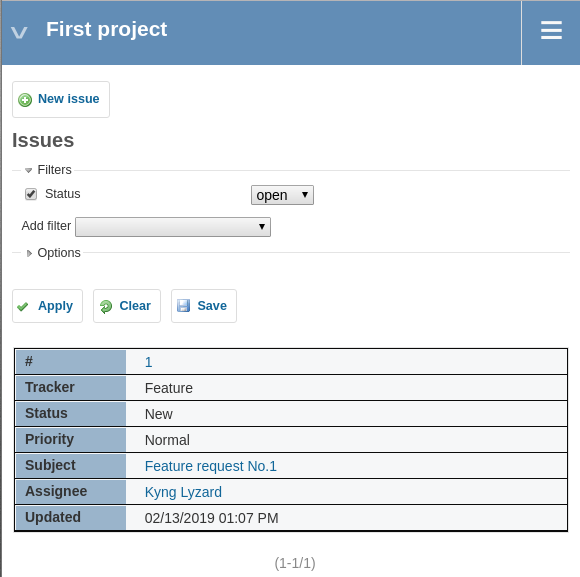 First project
New issue
Issues
Filters
Status open
Add filter
Options
Apply Clear Save
# 1
Tracker Feature
Status New
Priority Normal
Subject Feature request No.1
Assignee Kyng Lyzard
Updated 02/13/2019 01:07 PM
(1-1/1)